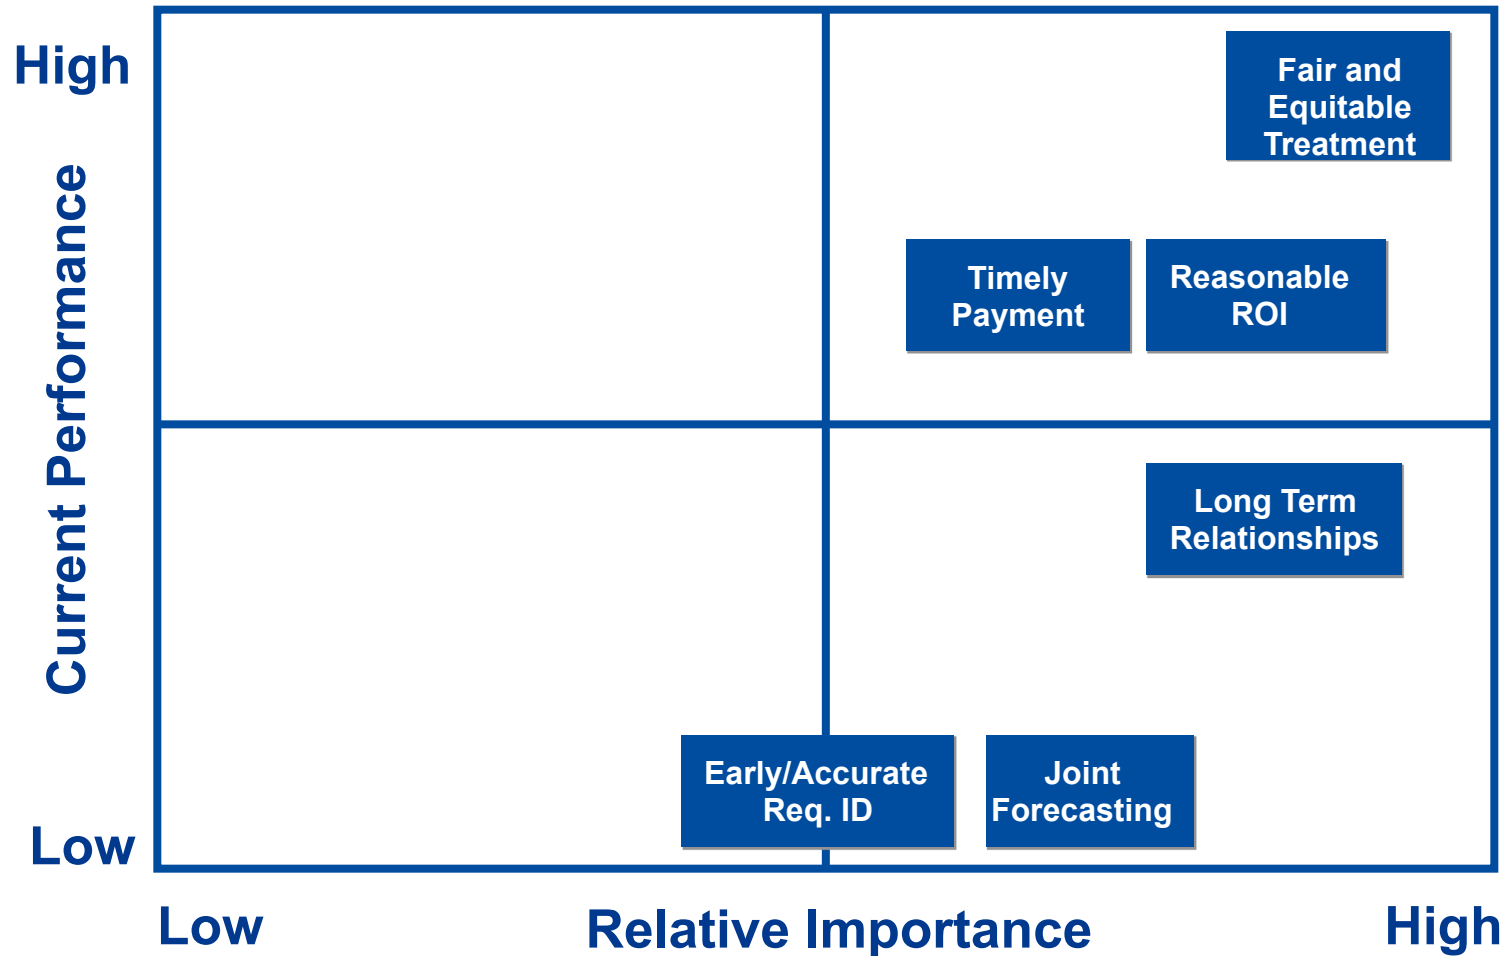 High
Fair and
Equitable
Treatment
Timely
Payment
Reasonable
ROI
Current Performance
Long Term
Relationships
Early/Accurate
Req. ID
Joint
Forecasting
Low
Low
Relative Importance
High